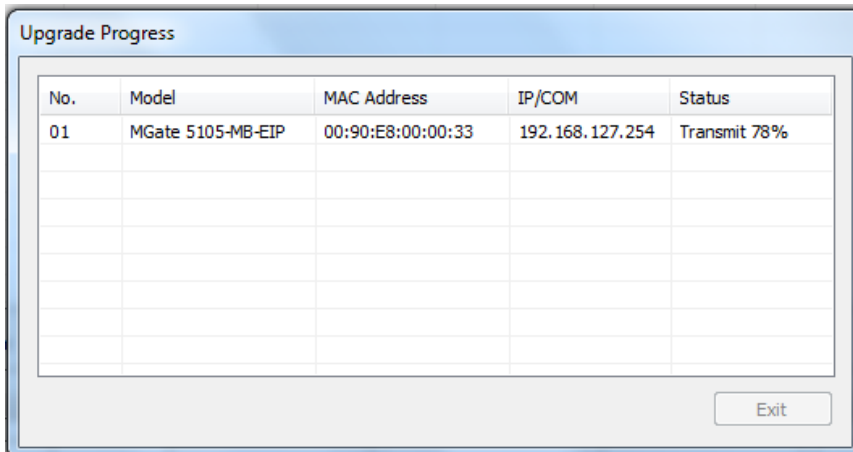 Upgrade Progress
No. Model MAC Address IP/COM Status
01 MGate 5105-MB-EIP 00:90:E8:00:00:33 192.168.127.254 Transmit 78%
Exit